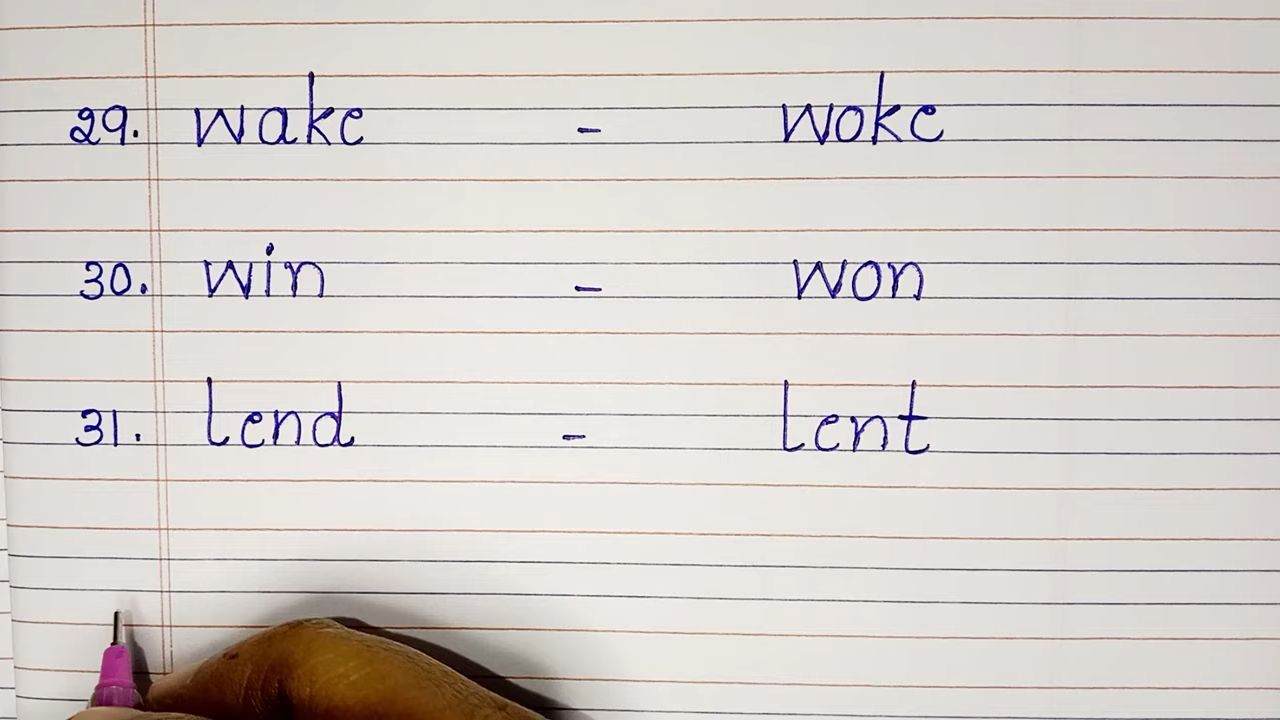 29. wake - woke
30. win - won
31. lend - lent